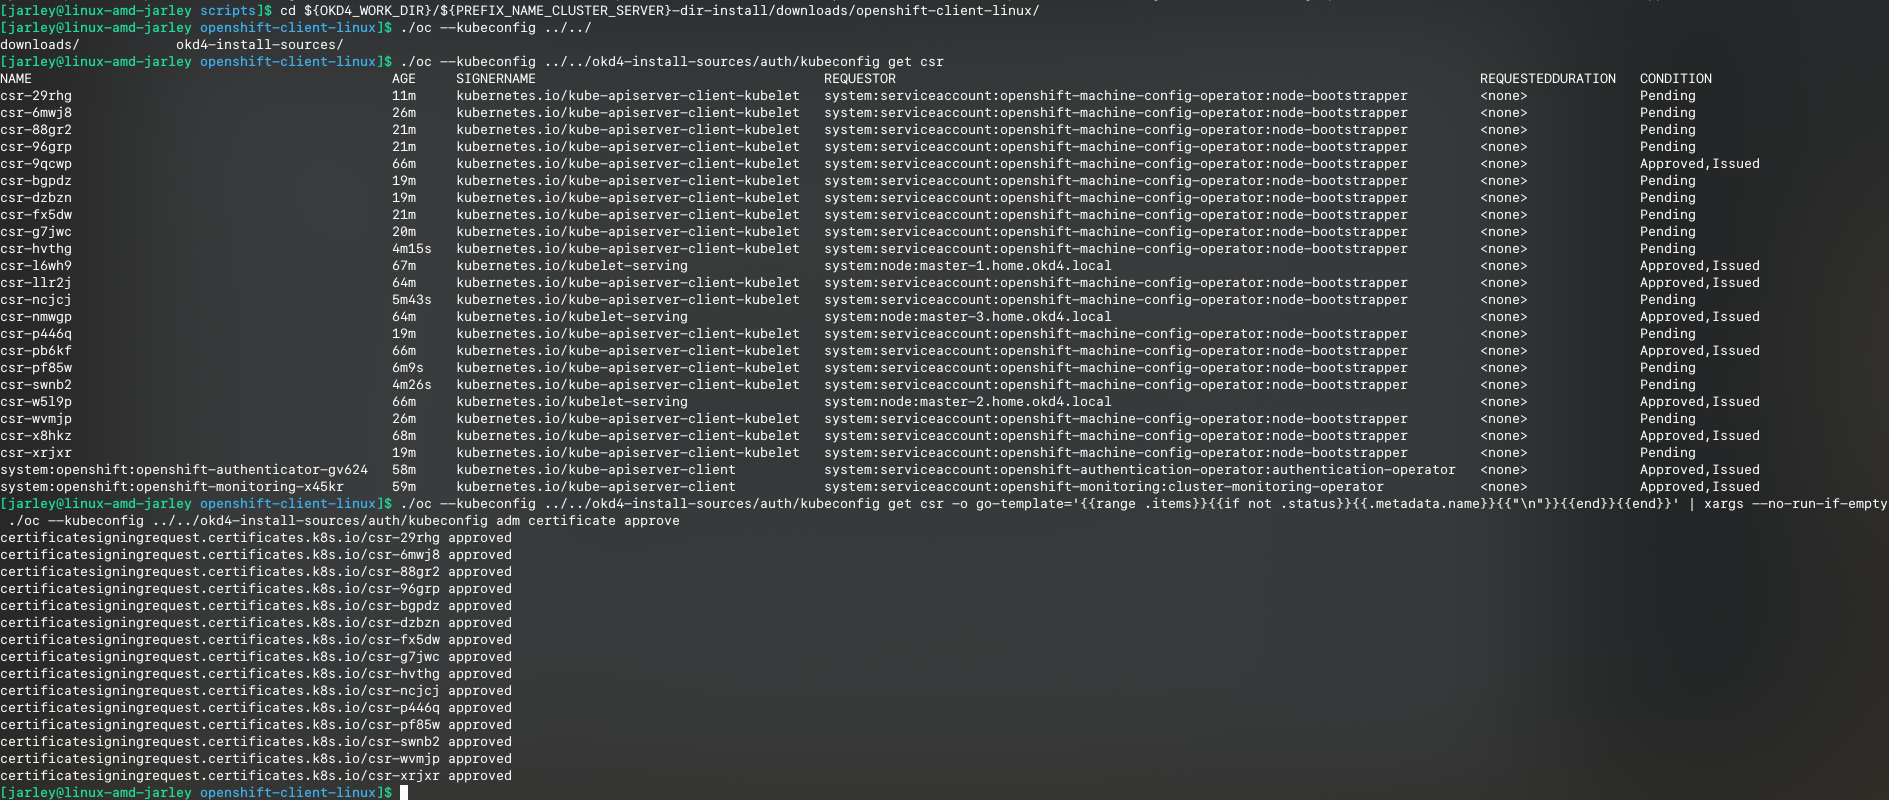 [jarley@linux-amd-jarley scripts]$ cd ${OKD4_WORK_DIR}/${PREFIX_NAME_CLUSTER_SERVER}-dir-install/downloads/openshift-client-linux/
[jarley@linux-amd-jarley openshift-client-linux]$ ./oc --kubeconfig ../../
downloads/            okd4-install-sources/
[jarley@linux-amd-jarley openshift-client-linux]$ ./oc --kubeconfig ../../okd4-install-sources/auth/kubeconfig get csr
NAME AGE SIGNERNAME REQUESTOR REQUESTEDDURATION CONDITION
csr-29rhg 11m kubernetes.io/kube-apiserver-client-kubelet system:serviceaccount:openshift-machine-config-operator:node-bootstrapper <none> Pending
csr-6mwj8 26m kubernetes.io/kube-apiserver-client-kubelet system:serviceaccount:openshift-machine-config-operator:node-bootstrapper <none> Pending
csr-88gr2 21m kubernetes.io/kube-apiserver-client-kubelet system:serviceaccount:openshift-machine-config-operator:node-bootstrapper <none> Pending
csr-96grp 21m kubernetes.io/kube-apiserver-client-kubelet system:serviceaccount:openshift-machine-config-operator:node-bootstrapper <none> Pending
csr-9qcwp 66m kubernetes.io/kube-apiserver-client-kubelet system:serviceaccount:openshift-machine-config-operator:node-bootstrapper <none> Approved,Issued
csr-bgpdz 19m kubernetes.io/kube-apiserver-client-kubelet system:serviceaccount:openshift-machine-config-operator:node-bootstrapper <none> Pending
csr-dzbzn 19m kubernetes.io/kube-apiserver-client-kubelet system:serviceaccount:openshift-machine-config-operator:node-bootstrapper <none> Pending
csr-fx5dw 21m kubernetes.io/kube-apiserver-client-kubelet system:serviceaccount:openshift-machine-config-operator:node-bootstrapper <none> Pending
csr-g7jwc 20m kubernetes.io/kube-apiserver-client-kubelet system:serviceaccount:openshift-machine-config-operator:node-bootstrapper <none> Pending
csr-hvthg 4m15s kubernetes.io/kube-apiserver-client-kubelet system:serviceaccount:openshift-machine-config-operator:node-bootstrapper <none> Pending
csr-l6wh9 67m kubernetes.io/kubelet-serving system:node:master-1.home.okd4.local <none> Approved,Issued
csr-llr2j 64m kubernetes.io/kube-apiserver-client-kubelet system:serviceaccount:openshift-machine-config-operator:node-bootstrapper <none> Approved,Issued
csr-ncjcj 5m43s kubernetes.io/kube-apiserver-client-kubelet system:serviceaccount:openshift-machine-config-operator:node-bootstrapper <none> Pending
csr-nmwgp 64m kubernetes.io/kubelet-serving system:node:master-3.home.okd4.local <none> Approved,Issued
csr-p446q 19m kubernetes.io/kube-apiserver-client-kubelet system:serviceaccount:openshift-machine-config-operator:node-bootstrapper <none> Pending
csr-pb6kf 66m kubernetes.io/kube-apiserver-client-kubelet system:serviceaccount:openshift-machine-config-operator:node-bootstrapper <none> Approved,Issued
csr-pf85w 6m9s kubernetes.io/kube-apiserver-client-kubelet system:serviceaccount:openshift-machine-config-operator:node-bootstrapper <none> Pending
csr-swnb2 4m26s kubernetes.io/kube-apiserver-client-kubelet system:serviceaccount:openshift-machine-config-operator:node-bootstrapper <none> Pending
csr-w5l9p 66m kubernetes.io/kubelet-serving system:node:master-2.home.okd4.local <none> Approved,Issued
csr-wvmjp 26m kubernetes.io/kube-apiserver-client-kubelet system:serviceaccount:openshift-machine-config-operator:node-bootstrapper <none> Pending
csr-x8hkz 68m kubernetes.io/kube-apiserver-client-kubelet system:serviceaccount:openshift-machine-config-operator:node-bootstrapper <none> Approved,Issued
csr-xrjxr 19m kubernetes.io/kube-apiserver-client-kubelet system:serviceaccount:openshift-machine-config-operator:node-bootstrapper <none> Pending
system:openshift:openshift-authenticator-gv624 58m kubernetes.io/kube-apiserver-client system:serviceaccount:openshift-authentication-operator:authentication-operator <none> Approved,Issued
system:openshift:openshift-monitoring-x45kr 59m kubernetes.io/kube-apiserver-client system:serviceaccount:openshift-monitoring:cluster-monitoring-operator <none> Approved,Issued
[jarley@linux-amd-jarley openshift-client-linux]$ ./oc --kubeconfig ../../okd4-install-sources/auth/kubeconfig get csr -o go-template='{{range .items}}{{if not .status}}{{.metadata.name}}{{"\n"}}{{end}}{{end}}' | xargs --no-run-if-empty
 ./oc --kubeconfig ../../okd4-install-sources/auth/kubeconfig adm certificate approve
certificatesigningrequest.certificates.k8s.io/csr-29rhg approved
certificatesigningrequest.certificates.k8s.io/csr-6mwj8 approved
certificatesigningrequest.certificates.k8s.io/csr-88gr2 approved
certificatesigningrequest.certificates.k8s.io/csr-96grp approved
certificatesigningrequest.certificates.k8s.io/csr-bgpdz approved
certificatesigningrequest.certificates.k8s.io/csr-dzbzn approved
certificatesigningrequest.certificates.k8s.io/csr-fx5dw approved
certificatesigningrequest.certificates.k8s.io/csr-g7jwc approved
certificatesigningrequest.certificates.k8s.io/csr-hvthg approved
certificatesigningrequest.certificates.k8s.io/csr-ncjcj approved
certificatesigningrequest.certificates.k8s.io/csr-p446q approved
certificatesigningrequest.certificates.k8s.io/csr-pf85w approved
certificatesigningrequest.certificates.k8s.io/csr-swnb2 approved
certificatesigningrequest.certificates.k8s.io/csr-wvmjp approved
certificatesigningrequest.certificates.k8s.io/csr-xrjxr approved
[jarley@linux-amd-jarley openshift-client-linux]$